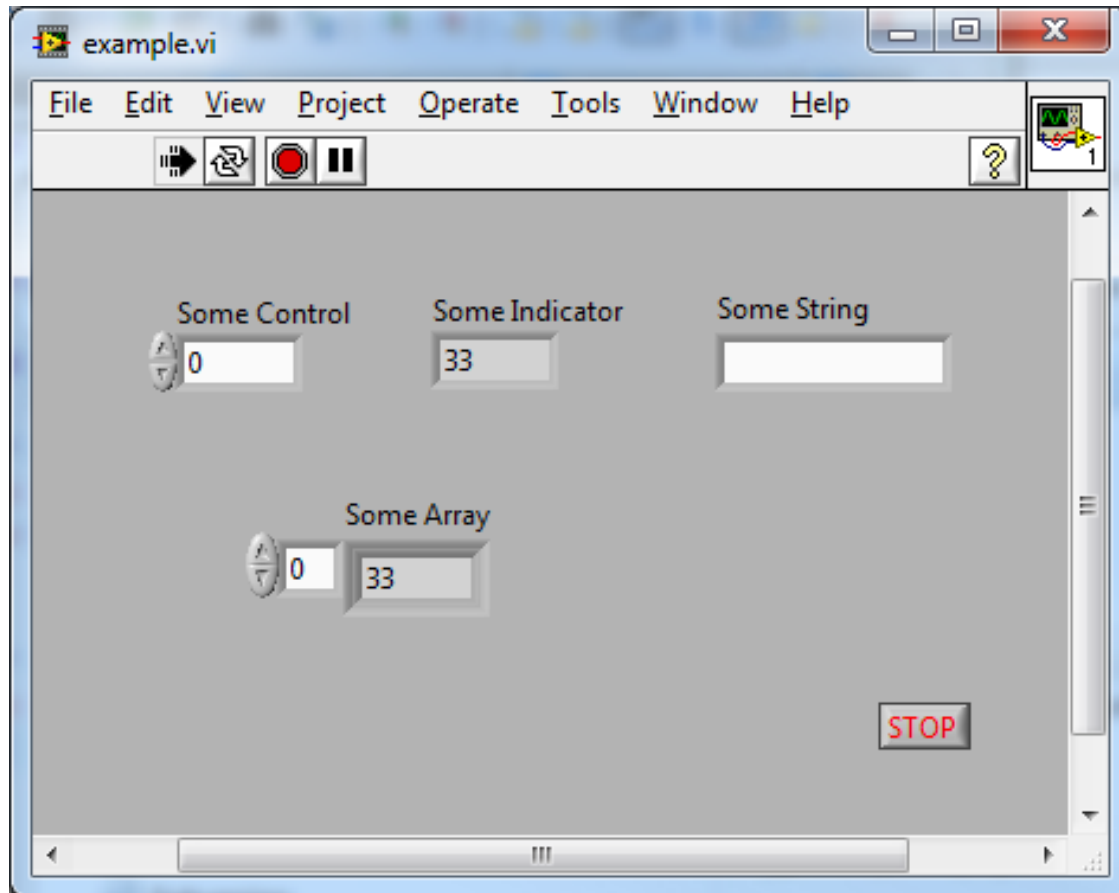 example.vi
File Edit View Project Operate Tools Window Help
?
1
Some Control Some Indicator Some String
0 33
Some Array
0 33
STOP